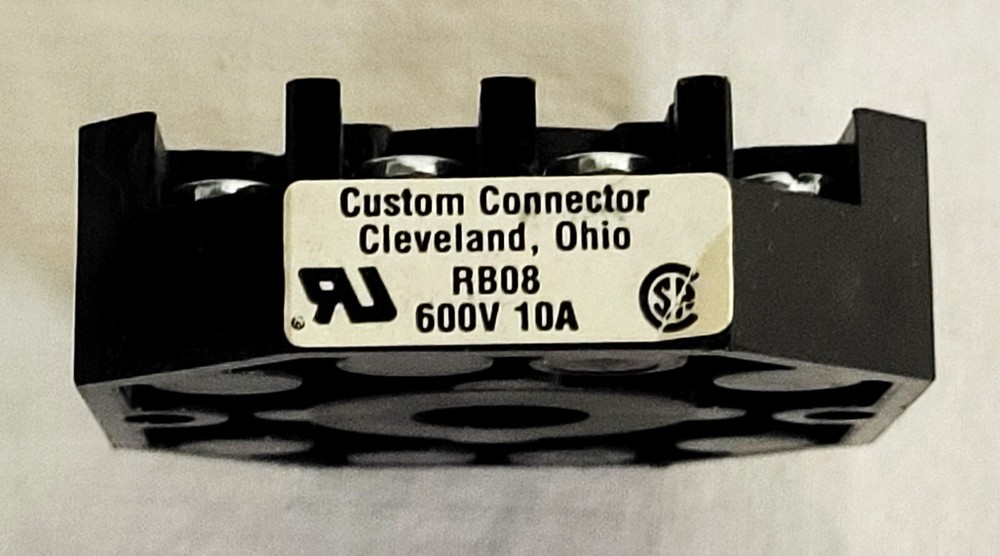 Custom Connector
Cleveland, Ohio
RB08
600V 10A